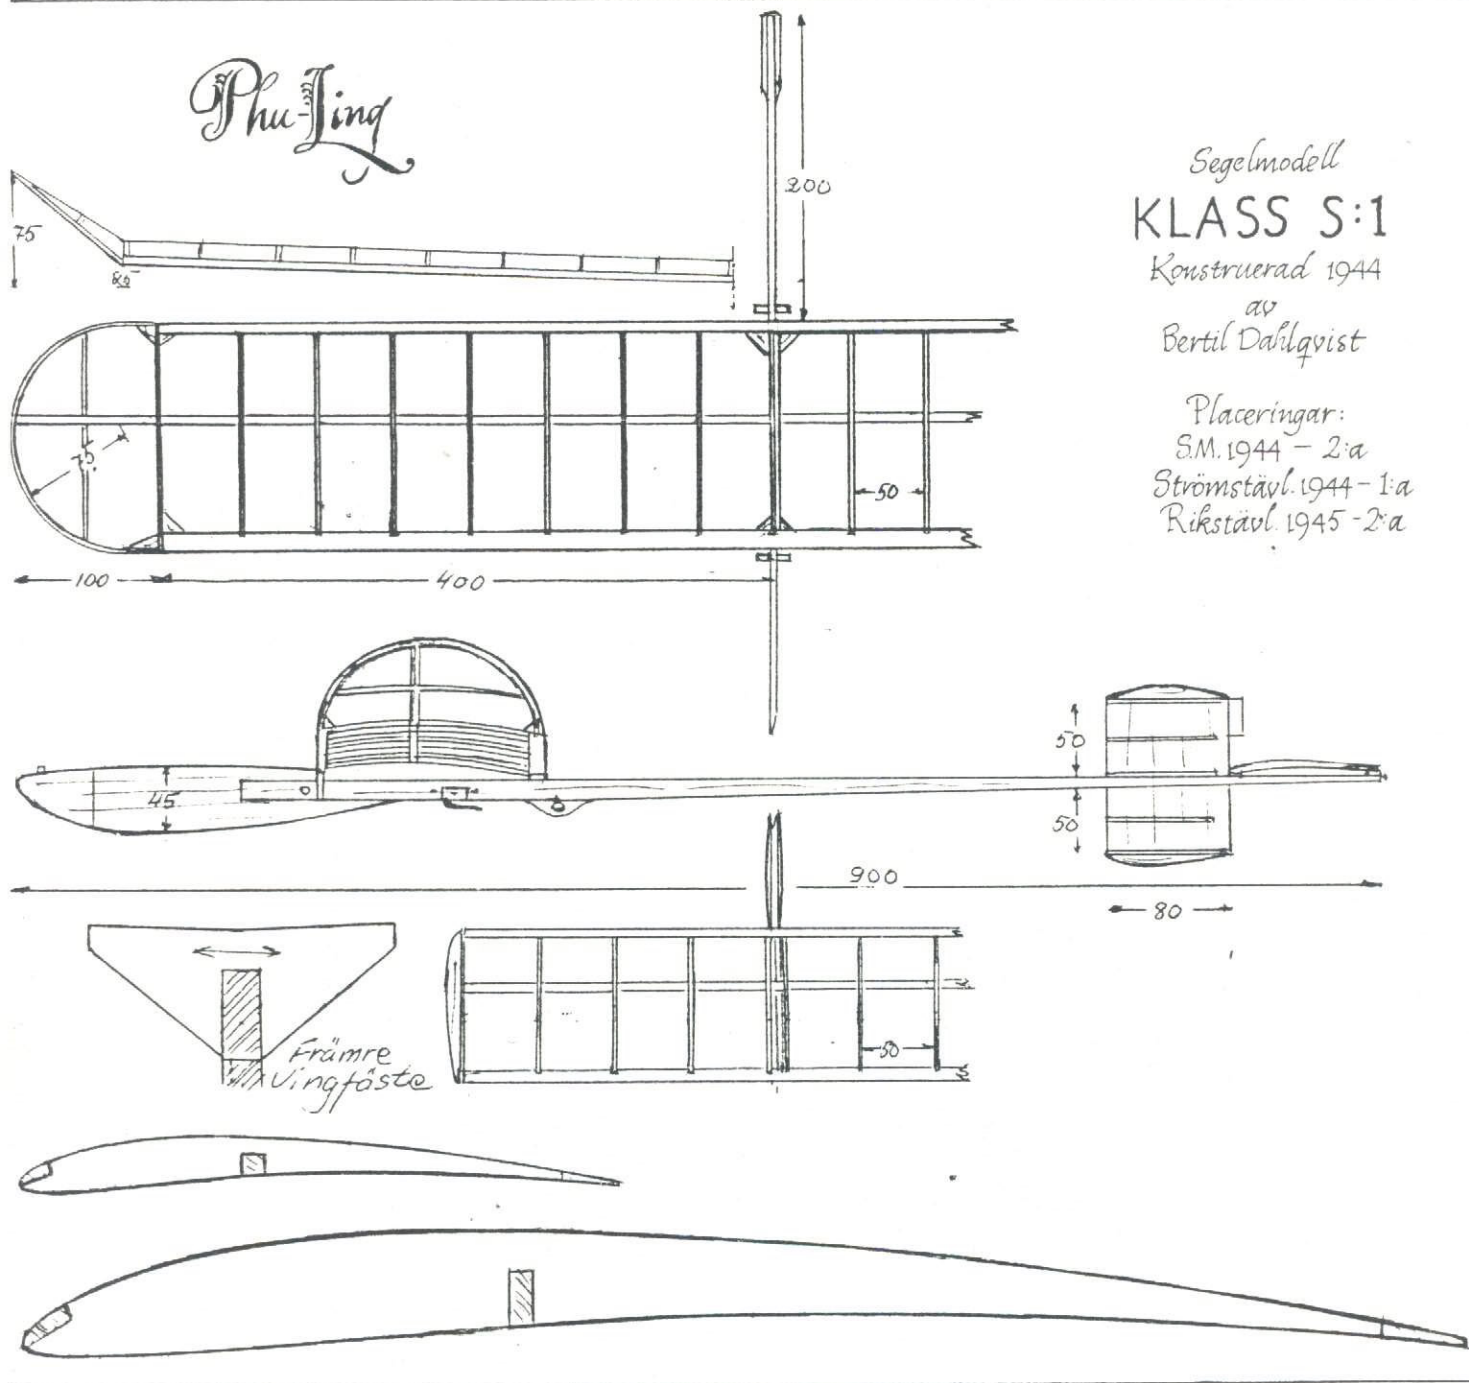 Phu-Ling
Segelmodell
KLASS S:1
Konstruerad 1944
av
Bertil Dahlqvist
Placeringar:
S.M. 1944 – 2:a
Strömstävl. 1944 – 1:a
Rikstävl. 1945 - 2:a
200
75
25
75
50
100
400
50
45
50
900
80
Främre
Vingfäste
50